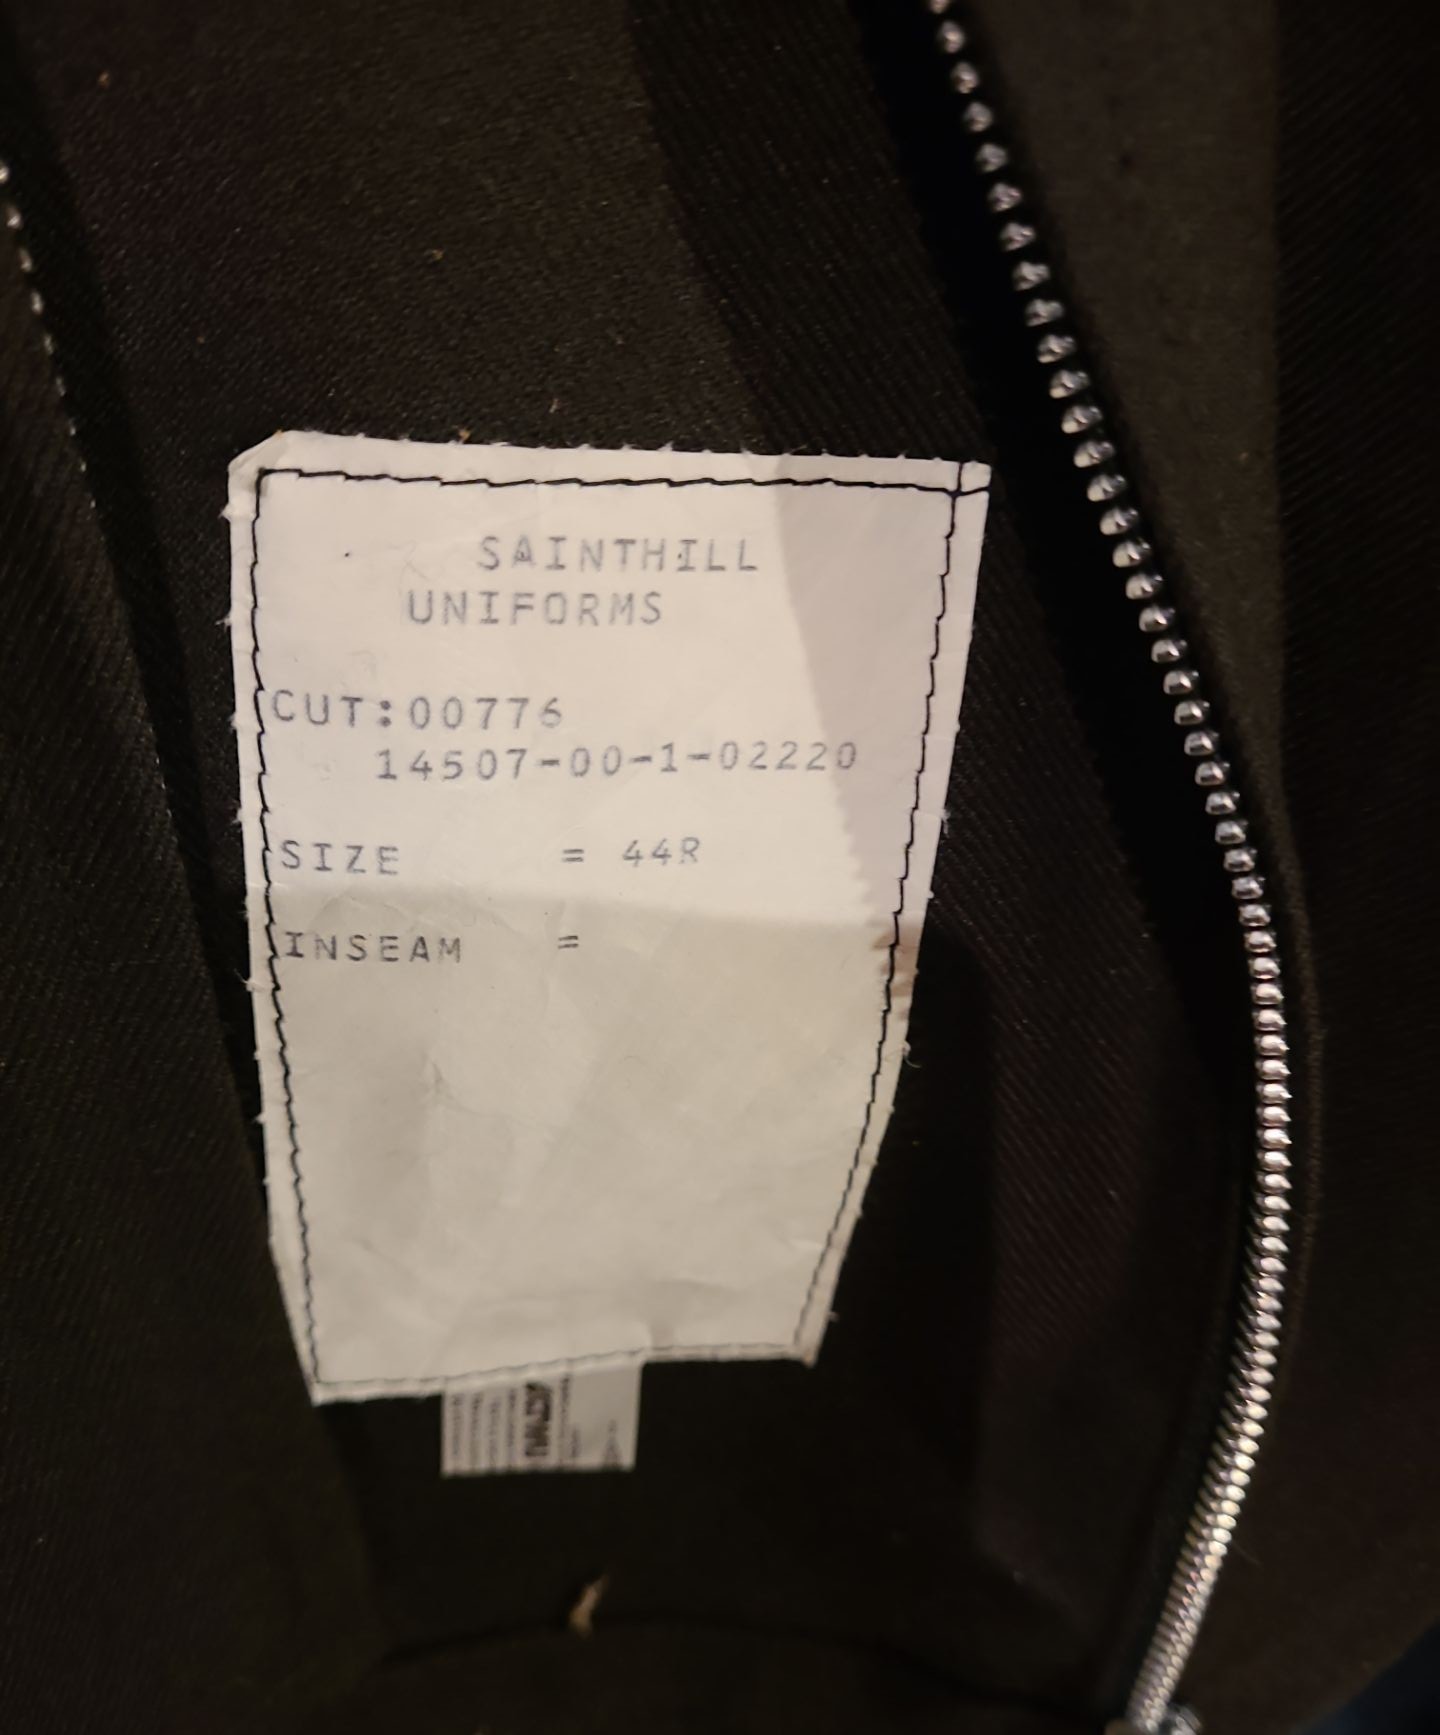 SAINTHILL
UNIFORMS
CUT:00776
14507-00-1-02220
SIZE = 44R
INSEAM =